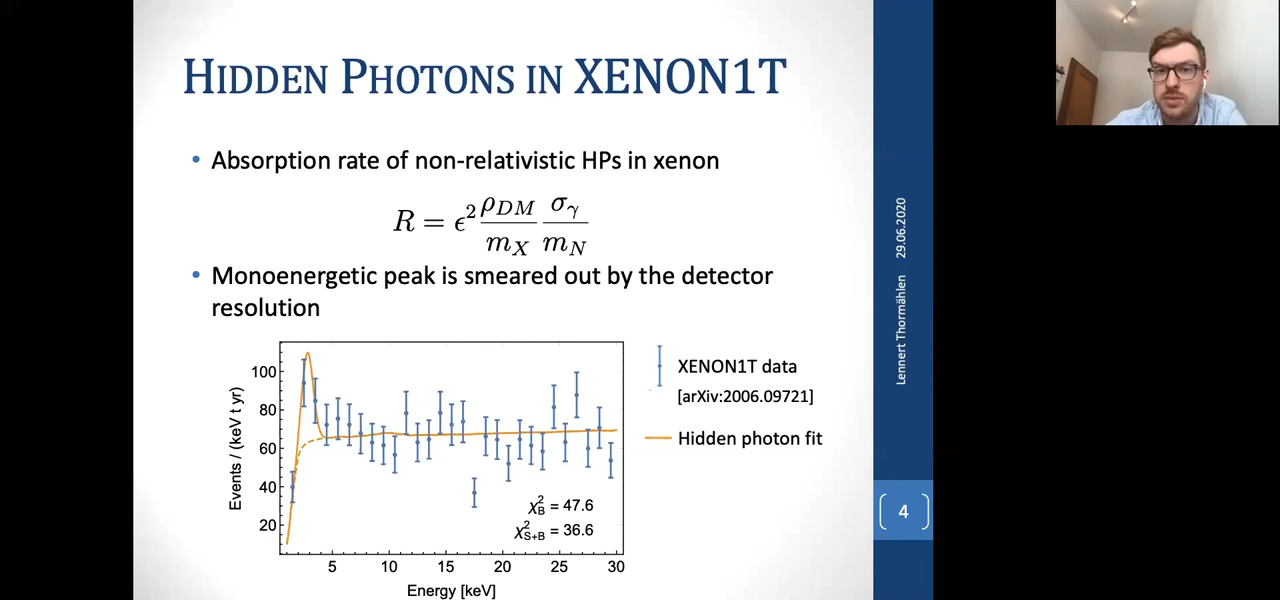 HIDDEN PHOTONS IN XENON1T
• Absorption rate of non-relativistic HPs in xenon
R = ϵ² ρ_DM/m_X σ_γ/m_N
• Monoenergetic peak is smeared out by the detector
resolution
Events / (keV t yr)
100
80
60
40
20
5 10 15 20 25 30
Energy [keV]
χ²_B = 47.6
χ²_S+B = 36.6
XENON1T data
[arXiv:2006.09721]
Hidden photon fit
Lennert Thormählen 29.06.2020
4